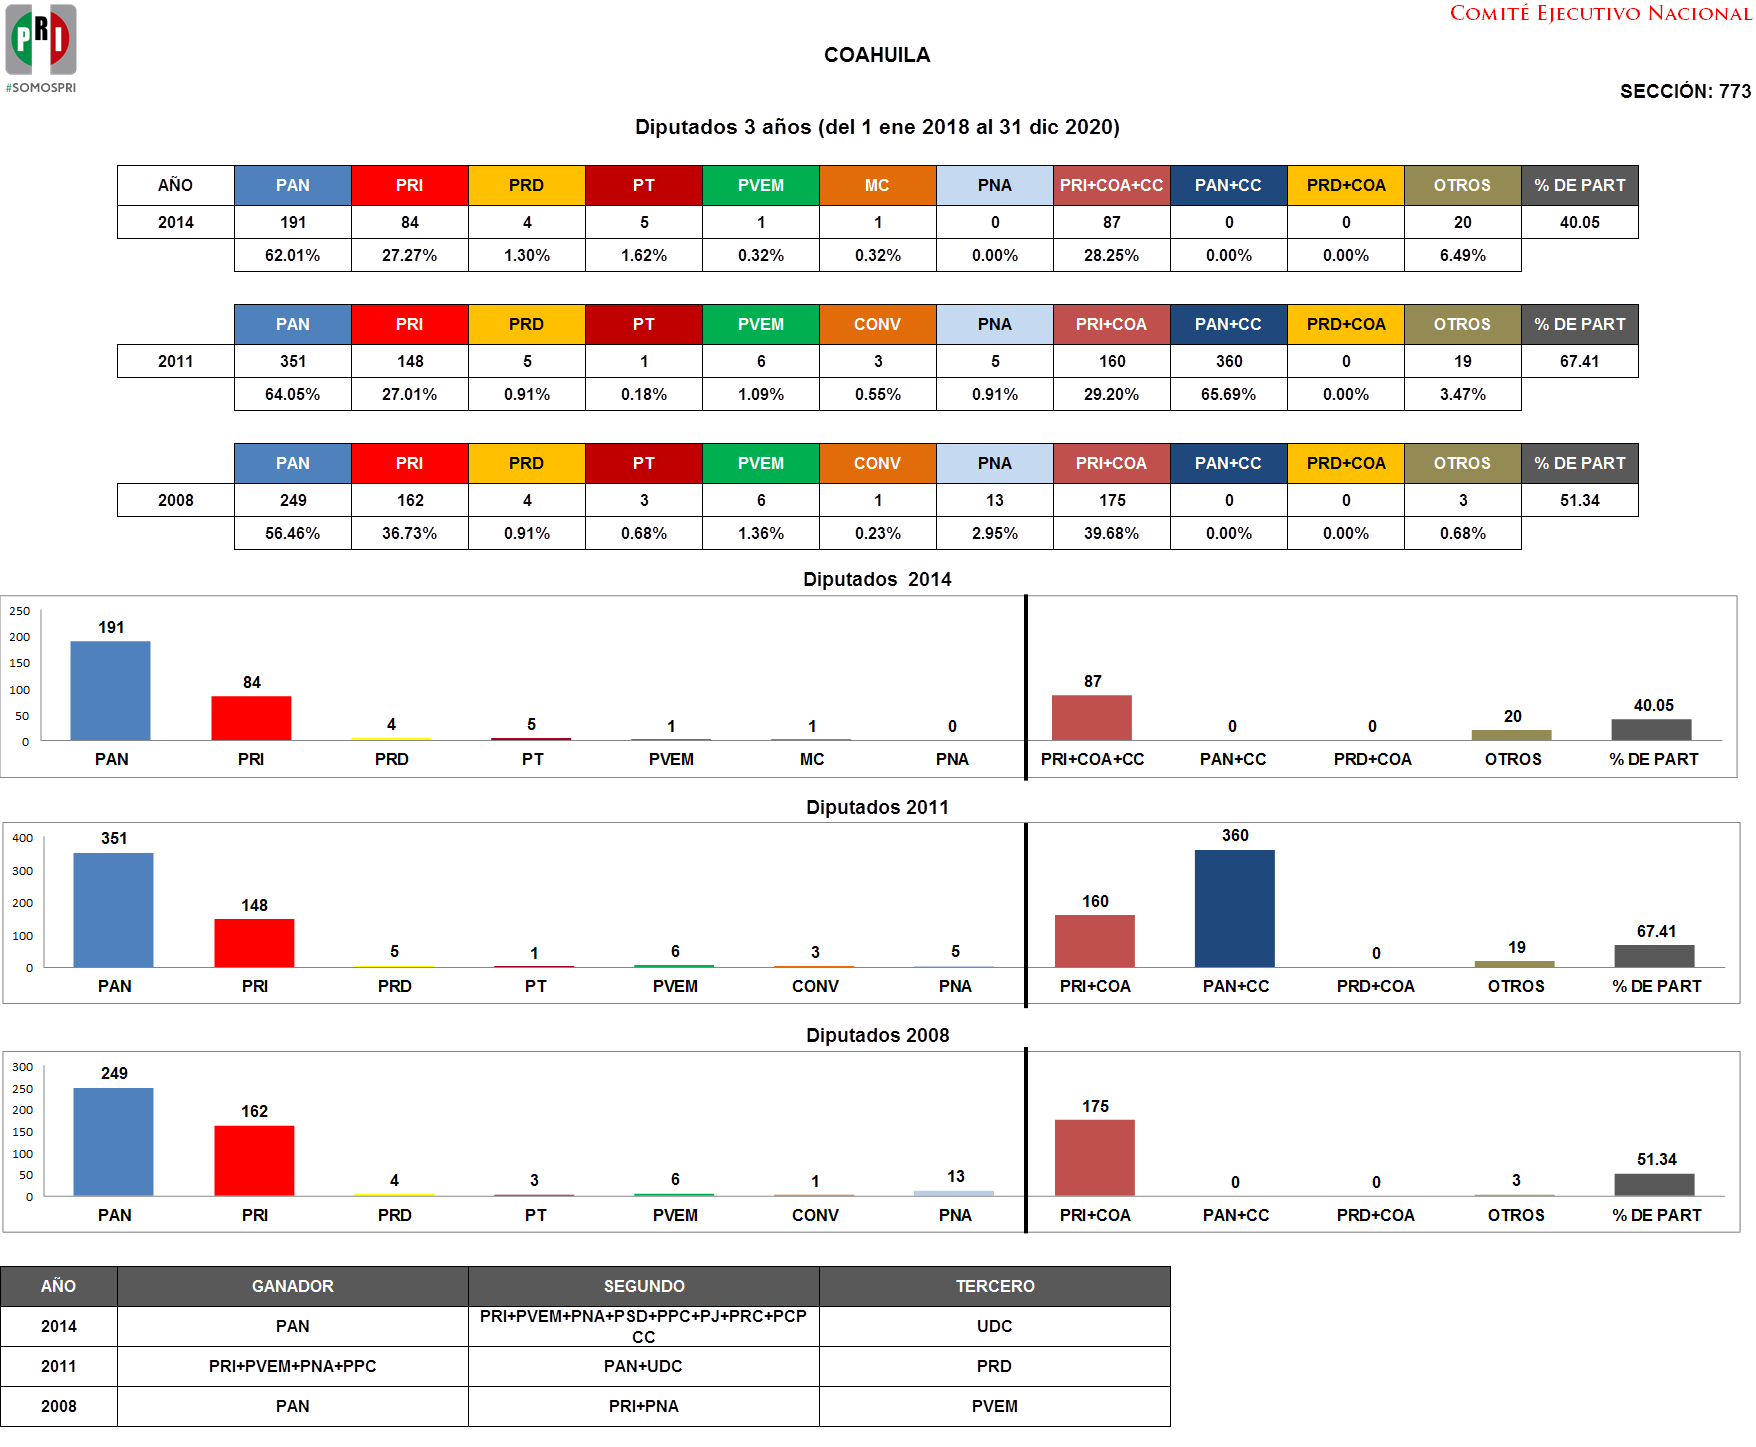 COMITÉ EJECUTIVO NACIONAL
PRI
#SOMOSPRI
COAHUILA
SECCIÓN: 773
Diputados 3 años (del 1 ene 2018 al 31 dic 2020)
AÑO PAN PRI PRD PT PVEM MC PNA PRI+COA+CC PAN+CC PRD+COA OTROS % DE PART
2014 191 84 4 5 1 1 0 87 0 0 20 40.05
62.01% 27.27% 1.30% 1.62% 0.32% 0.32% 0.00% 28.25% 0.00% 0.00% 6.49%
PAN PRI PRD PT PVEM CONV PNA PRI+COA PAN+CC PRD+COA OTROS % DE PART
2011 351 148 5 1 6 3 5 160 360 0 19 67.41
64.05% 27.01% 0.91% 0.18% 1.09% 0.55% 0.91% 29.20% 65.69% 0.00% 3.47%
PAN PRI PRD PT PVEM CONV PNA PRI+COA PAN+CC PRD+COA OTROS % DE PART
2008 249 162 4 3 6 1 13 175 0 0 3 51.34
56.46% 36.73% 0.91% 0.68% 1.36% 0.23% 2.95% 39.68% 0.00% 0.00% 0.68%
Diputados 2014
250
200
150
100
50
0
191 84 4 5 1 1 0 87 0 0 20 40.05
PAN PRI PRD PT PVEM MC PNA PRI+COA+CC PAN+CC PRD+COA OTROS % DE PART
Diputados 2011
400
300
200
100
0
351 148 5 1 6 3 5 160 360 0 19 67.41
PAN PRI PRD PT PVEM CONV PNA PRI+COA PAN+CC PRD+COA OTROS % DE PART
Diputados 2008
300
250
200
150
100
50
0
249 162 4 3 6 1 13 175 0 0 3 51.34
PAN PRI PRD PT PVEM CONV PNA PRI+COA PAN+CC PRD+COA OTROS % DE PART
AÑO GANADOR SEGUNDO TERCERO
2014 PAN PRI+PVEM+PNA+PSD+PPC+PJ+PRC+PCP CC UDC
2011 PRI+PVEM+PNA+PPC PAN+UDC PRD
2008 PAN PRI+PNA PVEM